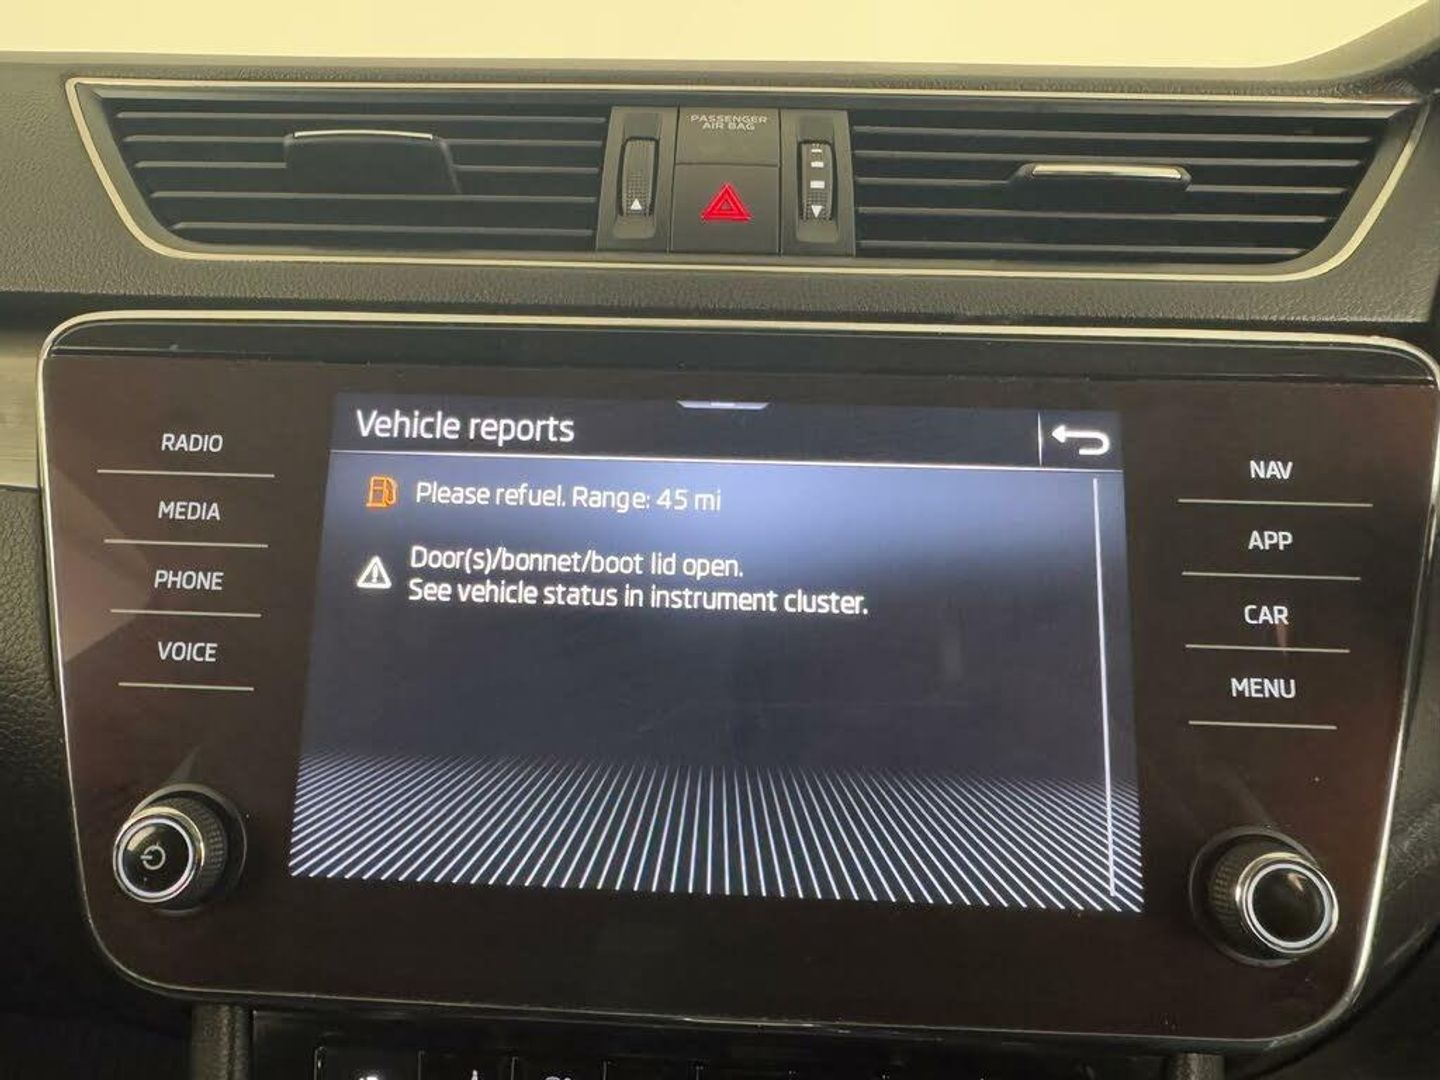 PASSENGER
AIR BAG
Vehicle reports
Please refuel. Range: 45 mi
Door(s)/bonnet/boot lid open.
See vehicle status in instrument cluster.
RADIO
MEDIA
PHONE
VOICE
NAV
APP
CAR
MENU